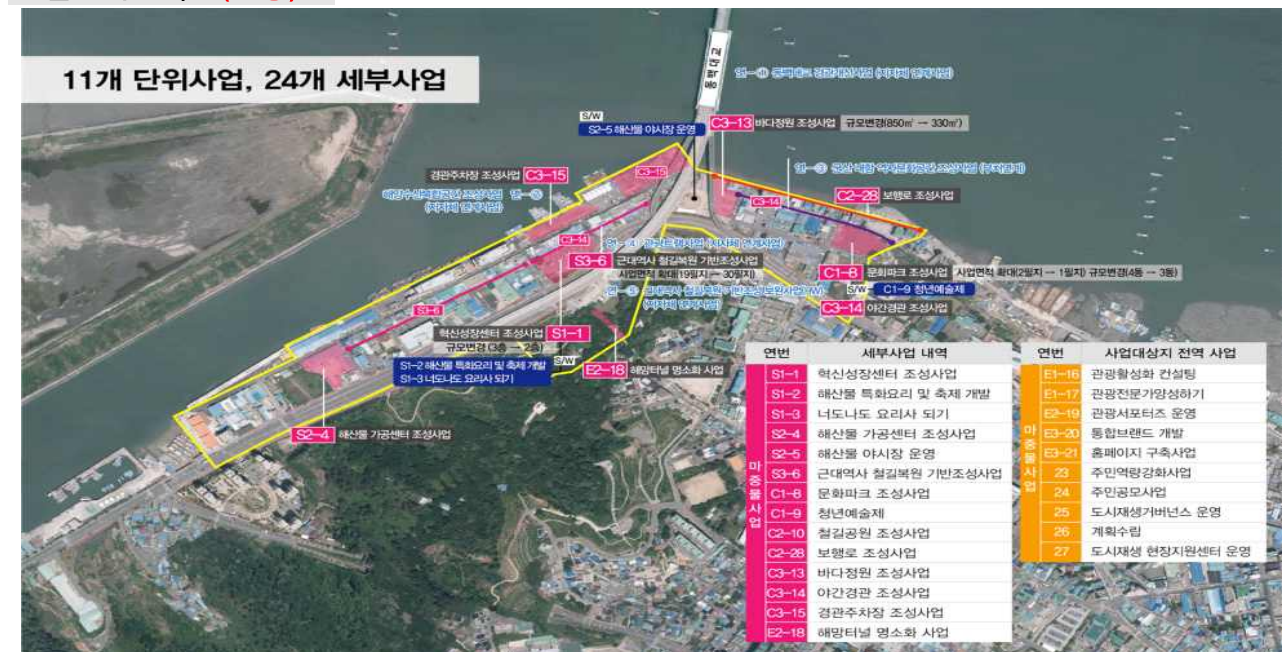 11개 단위사업, 24개 세부사업
동백대교
S/W
S2-5 해산물 야시장 운영
C3-13 바다정원 조성사업 규모변경(850㎡ → 330㎡)
경관주차장 조성사업 C3-15
C3-15
C3-14
C2-28 보행로 조성사업
C3-14
S3-6 근대역사 철길복원 기반조성사업
사업면적 확대(19필지 → 30필지)
C1-8 문화파크 조성사업 사업면적 확대(2필지 → 1필지) 규모변경(4동 → 3동)
S/W
C1-9 청년예술제
C3-14 야간경관 조성사업
S3-6
혁신성장센터 조성사업 S1-1
규모변경 (3층 → 2층)
S/W
S1-2 해산물 특화요리 및 축제 개발
S1-3 너도나도 요리사 되기
E2-18 해망터널 명소화 사업
S2-4 해산물 가공센터 조성사업
연번 세부사업 내역
마중물사업
S1-1 혁신성장센터 조성사업
S1-2 해산물 특화요리 및 축제 개발
S1-3 너도나도 요리사 되기
S2-4 해산물 가공센터 조성사업
S2-5 해산물 야시장 운영
S3-6 근대역사 철길복원 기반조성사업
C1-8 문화파크 조성사업
C1-9 청년예술제
C2-10 철길공원 조성사업
C2-28 보행로 조성사업
C3-13 바다정원 조성사업
C3-14 야간경관 조성사업
C3-15 경관주차장 조성사업
E2-18 해망터널 명소화 사업
연번 사업대상지 전역 사업
마중물사업
E1-16 관광활성화 컨설팅
E1-17 관광전문가양성하기
E2-19 관광서포터즈 운영
E3-20 통합브랜드 개발
E3-21 홈페이지 구축사업
23 주민역량강화사업
24 주민공모사업
25 도시재생거버넌스 운영
26 계획수립
27 도시재생 현장지원센터 운영